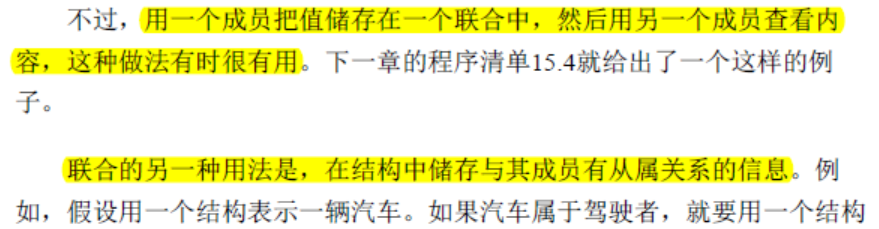 不过，用一个成员把值储存在一个联合中，然后用另一个成员查看内
容，这种做法有时很有用。下一章的程序清单15.4就给出了一个这样的例
子。
联合的另一种用法是，在结构中储存与其成员有从属关系的信息。例
如，假设用一个结构表示一辆汽车。如果汽车属于驾驶者，就要用一个结构